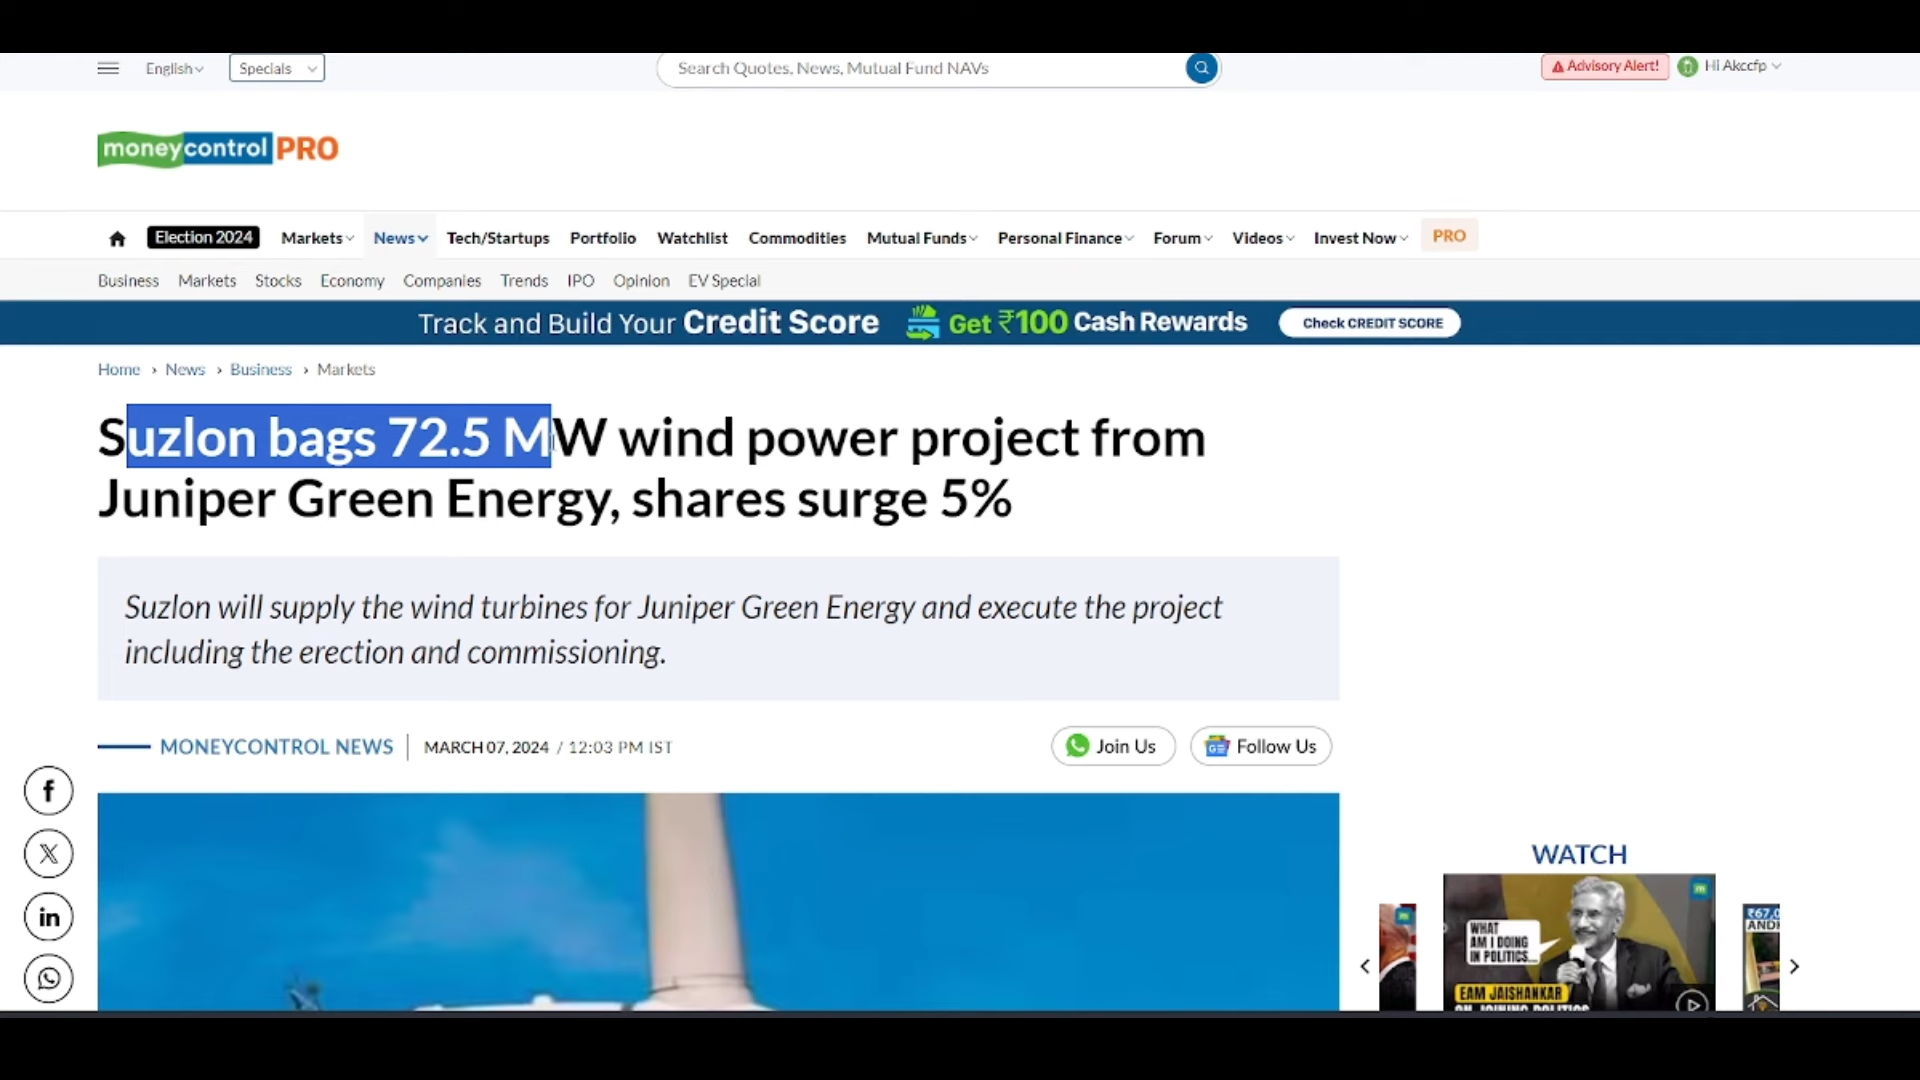 English
Specials
Search Quotes, News, Mutual Fund NAVs
Advisory Alert!
Hi Akccfp
moneycontrol PRO
Election 2024
Markets
News
Tech/Startups
Portfolio
Watchlist
Commodities
Mutual Funds
Personal Finance
Forum
Videos
Invest Now
PRO
Business
Markets
Stocks
Economy
Companies
Trends
IPO
Opinion
EV Special
Track and Build Your Credit Score
Get ₹100 Cash Rewards
Check CREDIT SCORE
Home › News › Business › Markets
Suzlon bags 72.5 MW wind power project from
Juniper Green Energy, shares surge 5%
Suzlon will supply the wind turbines for Juniper Green Energy and execute the project
including the erection and commissioning.
MONEYCONTROL NEWS
MARCH 07, 2024 / 12:03 PM IST
Join Us
Follow Us
WATCH
WHAT
AM I DOING
IN POLITICS...
EAM JAISHANKAR
ON JOINING POLITICS